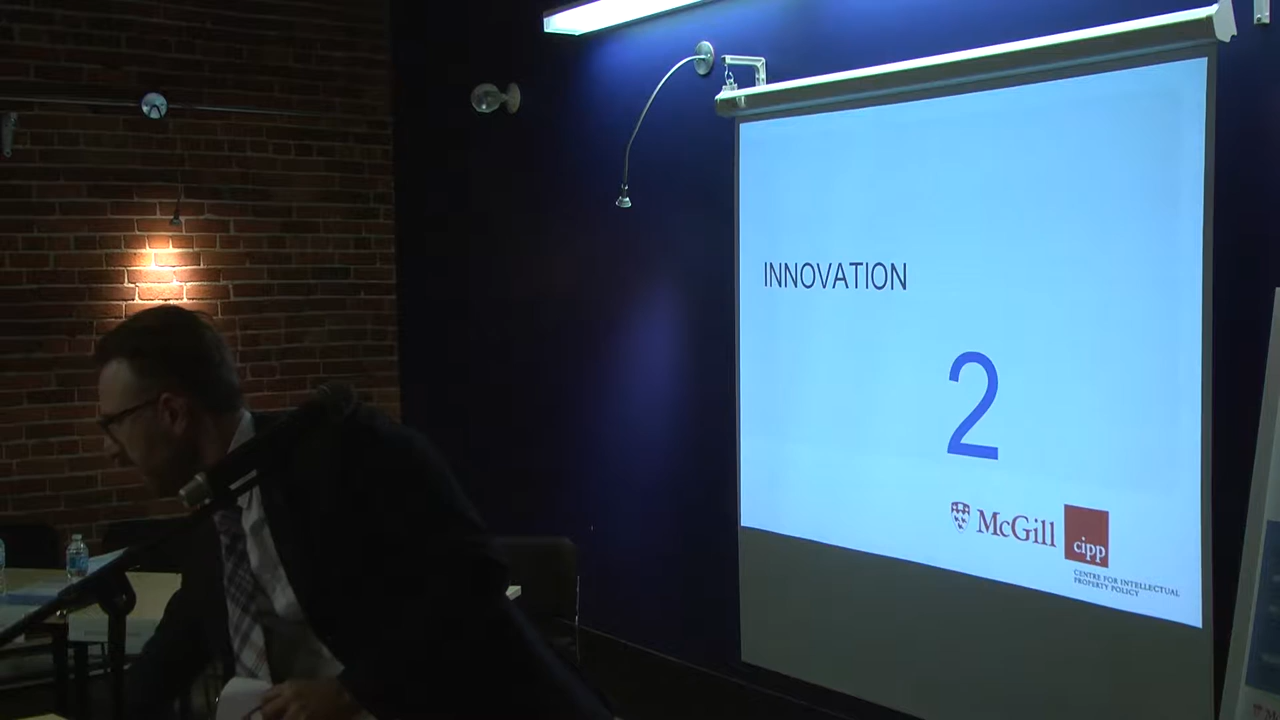 INNOVATION
2
McGill
cipp
CENTRE FOR INTELLECTUAL
PROPERTY POLICY